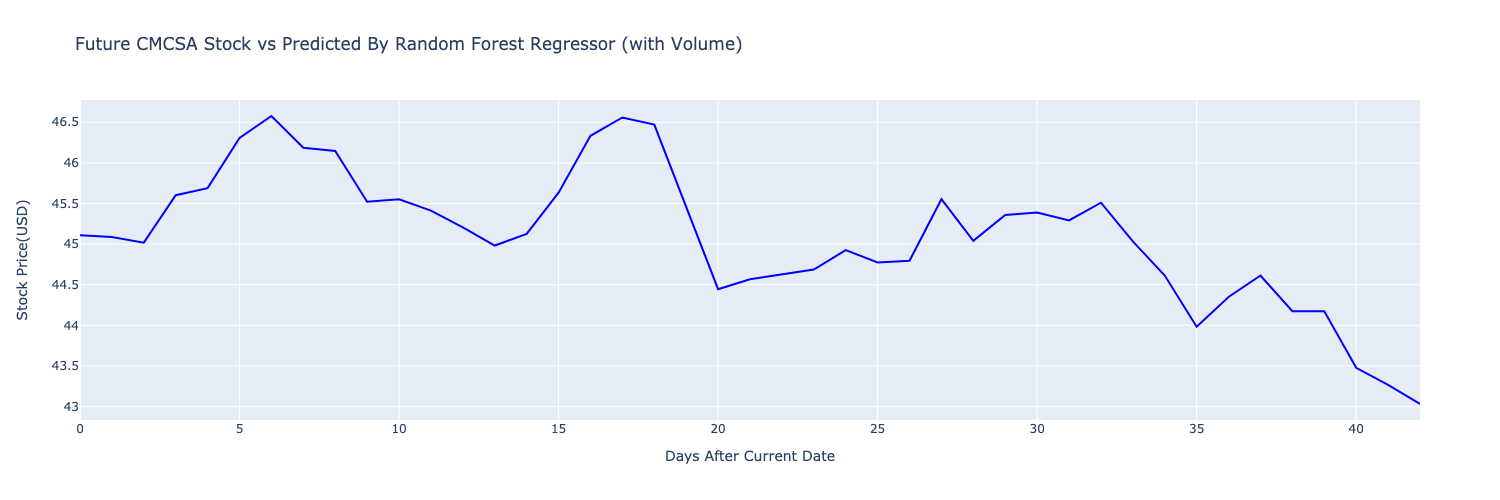 Future CMCSA Stock vs Predicted By Random Forest Regressor (with Volume)
Stock Price(USD)
46.5
46
45.5
45
44.5
44
43.5
43
0 5 10 15 20 25 30 35 40
Days After Current Date